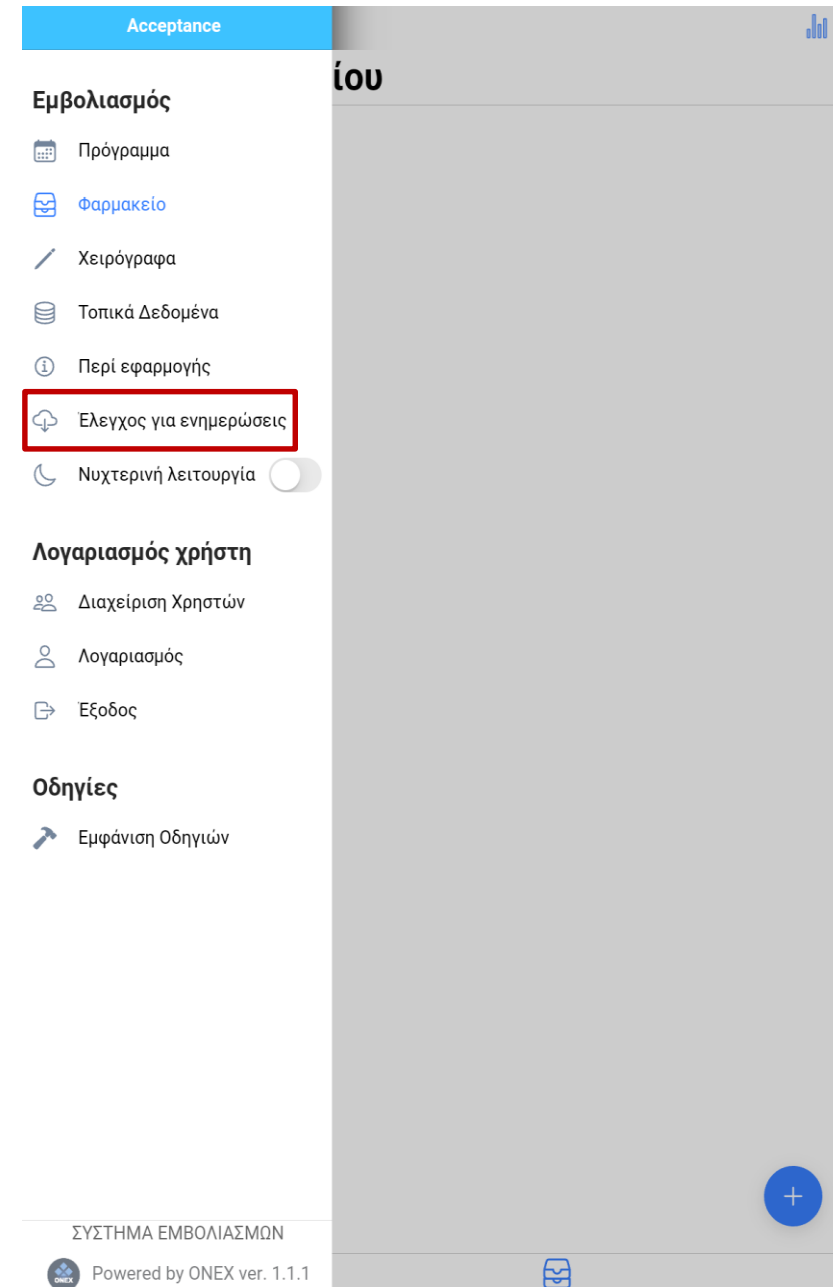 Acceptance
ίου
Εμβολιασμός
Πρόγραμμα
Φαρμακείο
Χειρόγραφα
Τοπικά Δεδομένα
Περί εφαρμογής
Έλεγχος για ενημερώσεις
Νυχτερινή λειτουργία
Λογαριασμός χρήστη
Διαχείριση Χρηστών
Λογαριασμός
Έξοδος
Οδηγίες
Εμφάνιση Οδηγιών
ΣΥΣΤΗΜΑ ΕΜΒΟΛΙΑΣΜΩΝ
ONEX
Powered by ONEX ver. 1.1.1